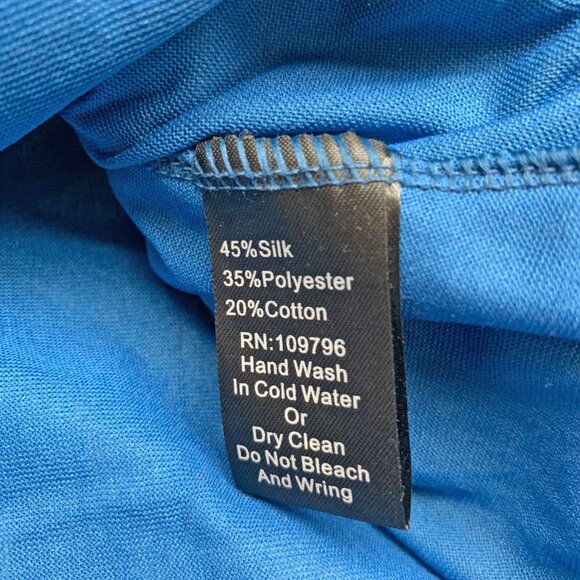 45%Silk
35%Polyester
20%Cotton
RN:109796
Hand Wash
In Cold Water
Or
Dry Clean
Do Not Bleach
And Wring